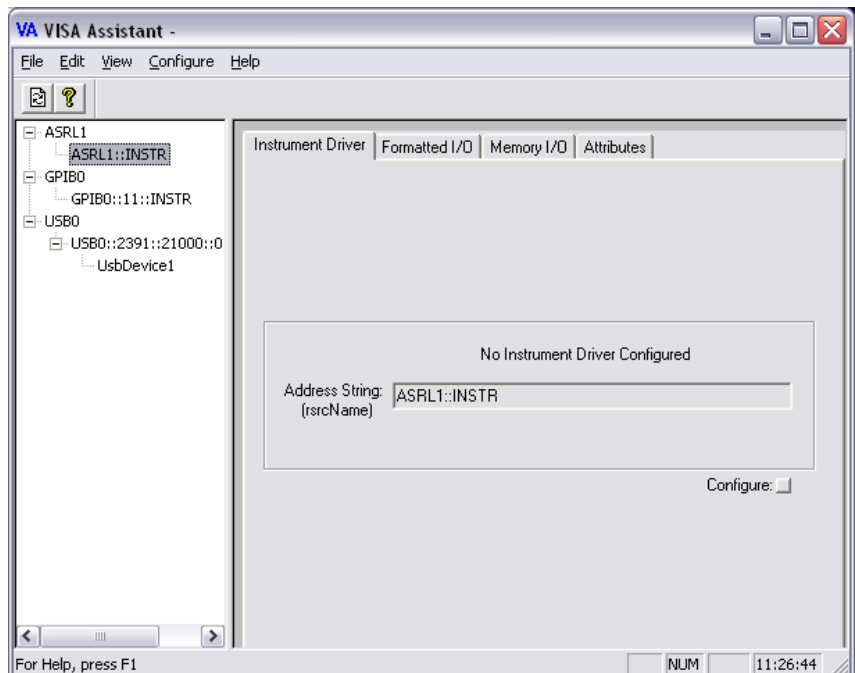 VA VISA Assistant -
File Edit View Configure Help
ASRL1
ASRL1::INSTR
GPIB0
GPIB0::11::INSTR
USB0
USB0::2391::21000::0
UsbDevice1
Instrument Driver Formatted I/O Memory I/O Attributes
No Instrument Driver Configured
Address String: ASRL1::INSTR
(rsrcName)
Configure:
For Help, press F1 NUM 11:26:44